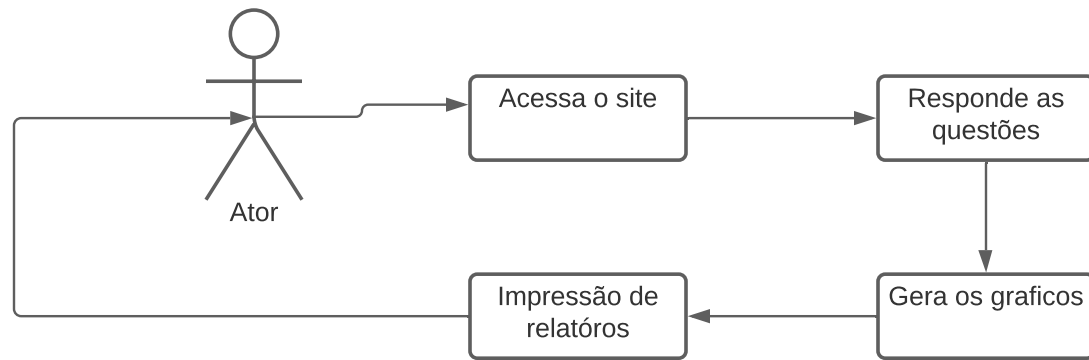 Acessa o site
Responde as
questões
Ator
Impressão de
relatóros
Gera os graficos